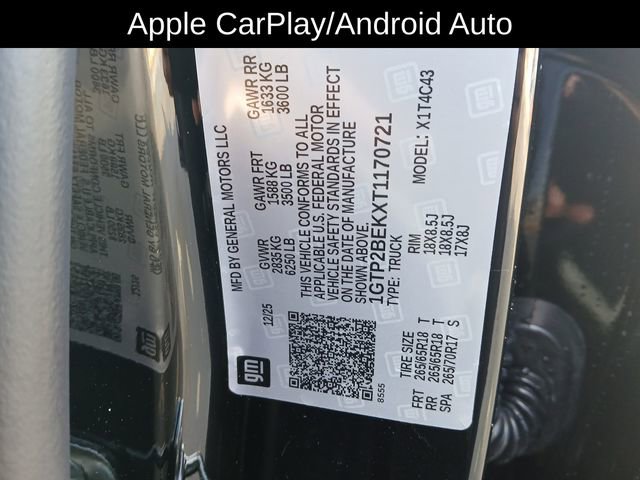 Apple CarPlay/Android Auto
MFD BY GENERAL MOTORS LLC
12/25
GVWR GAWR FRT GAWR RR
2835 KG 1588 KG 1633 KG
6250 LB 3500 LB 3600 LB
THIS VEHICLE CONFORMS TO ALL
APPLICABLE U.S. FEDERAL MOTOR
VEHICLE SAFETY STANDARDS IN EFFECT
ON THE DATE OF MANUFACTURE
SHOWN ABOVE.
1GTP2BEKXT1170721
TYPE: TRUCK MODEL: X1T4C43
gm
8555
TIRE SIZE RIM
FRT 265/65R18 T 18X8.5J
RR 265/65R18 T 18X8.5J
SPA 265/70R17 S 17X8J